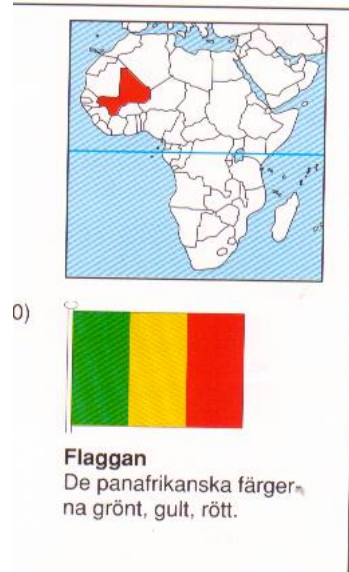 0)
Flaggan
De panafrikanska färger-
na grönt, gult, rött.